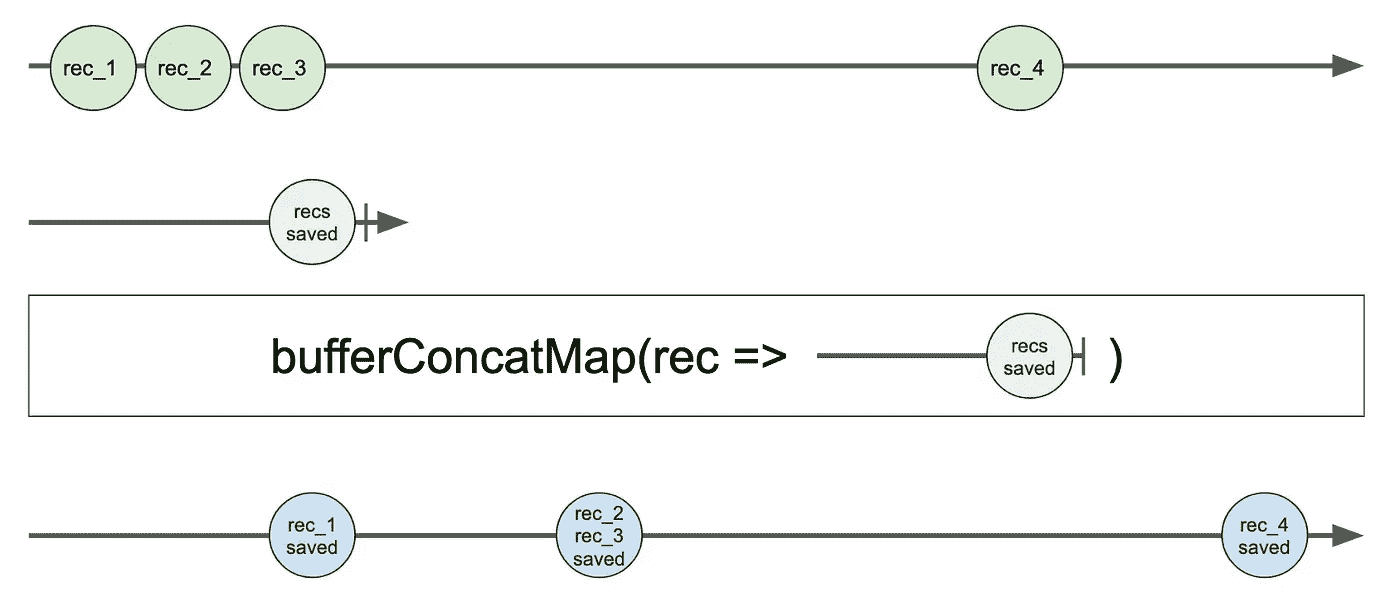 rec_1 rec_2 rec_3 rec_4
recs
saved
bufferConcatMap(rec => recs saved )
rec_1
saved
rec_2
rec_3
saved
rec_4
saved